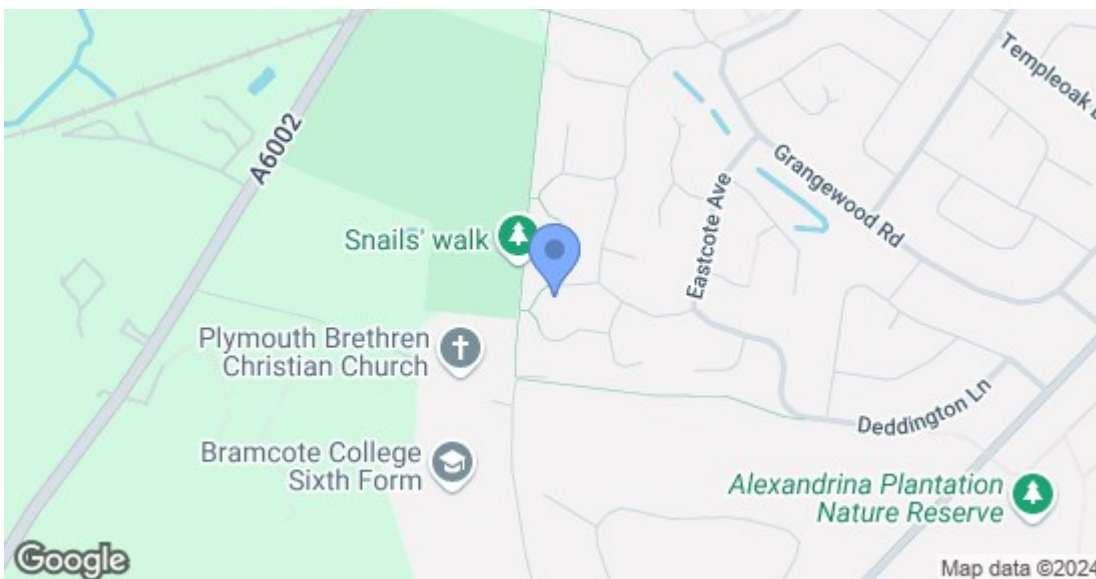 Templeoak
A6002
Grangewood Rd
Eastcote Ave
Snails' walk
Plymouth Brethren
Christian Church
Deddington Ln
Bramcote College
Sixth Form
Alexandrina Plantation
Nature Reserve
Google
Map data ©2024